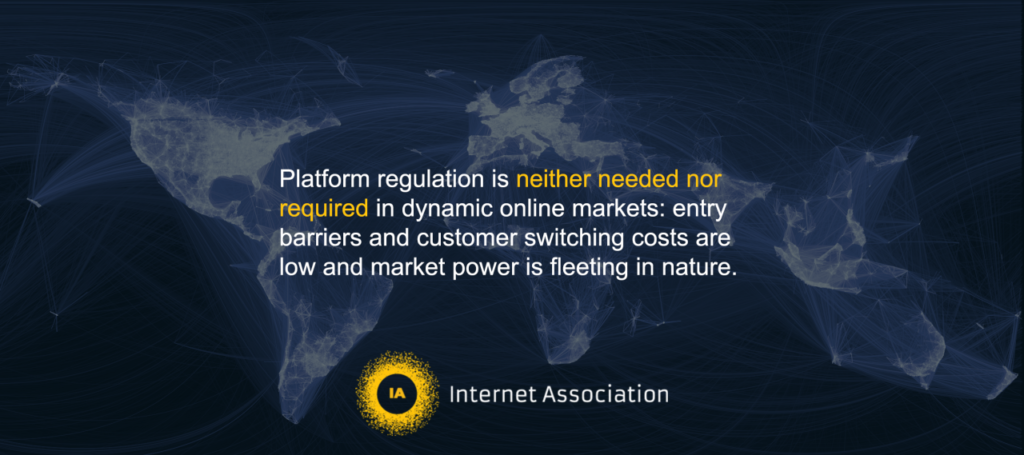 Platform regulation is neither needed nor
required in dynamic online markets: entry
barriers and customer switching costs are
low and market power is fleeting in nature.
IA
Internet Association